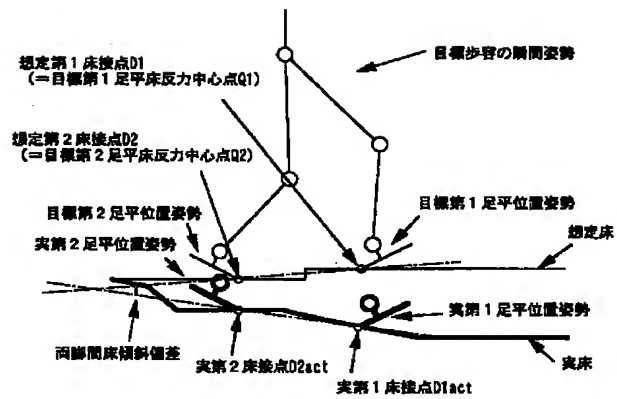 想定第1床接点D1
(=目標第1足平床反力中心点Q1)
目標歩容の瞬間姿勢
想定第2床接点D2
(=目標第2足平床反力中心点Q2)
目標第2足平位置姿勢
目標第1足平位置姿勢
実第2足平位置姿勢
想定床
実第1足平位置姿勢
両脚間床傾斜偏差
実第2床接点D2act
実床
実第1床接点D1act